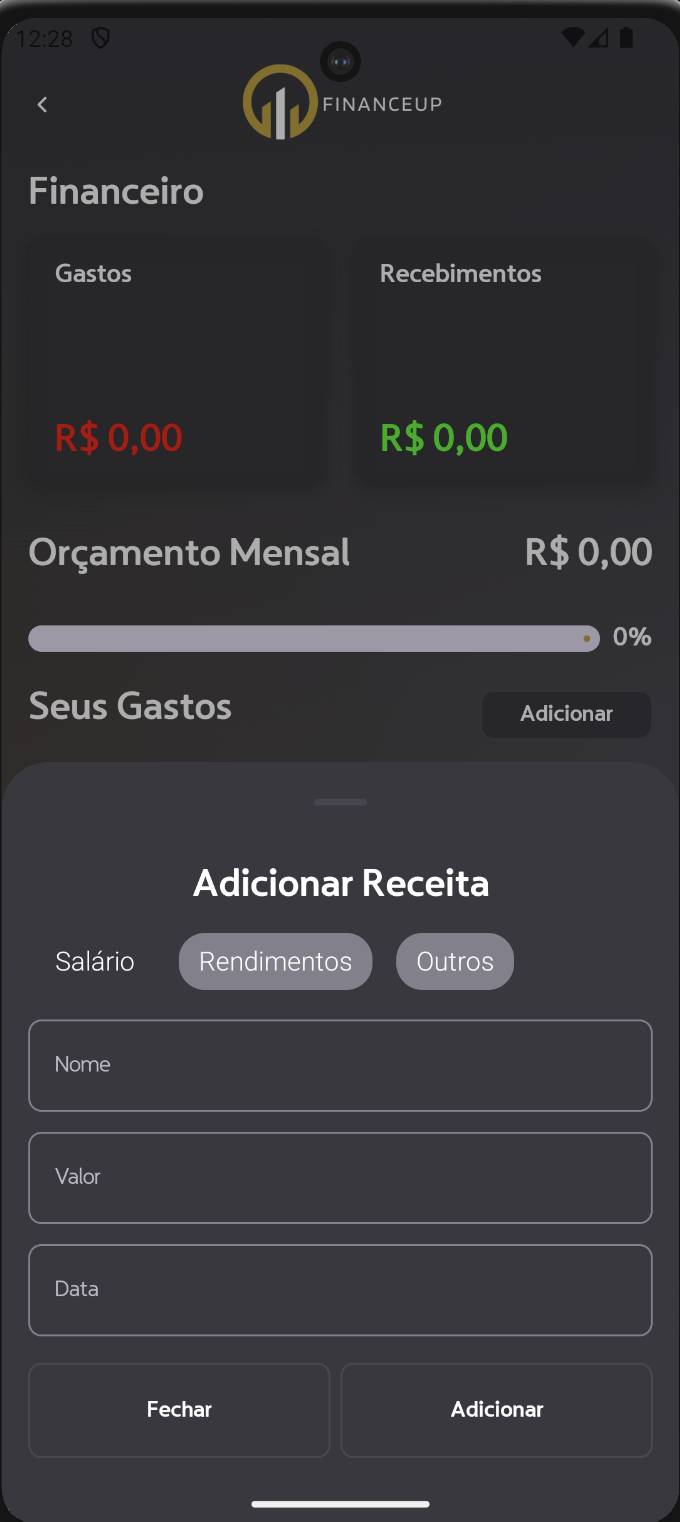 12:28
FINANCEUP
Financeiro
Gastos Recebimentos
R$ 0,00 R$ 0,00
Orçamento Mensal R$ 0,00
0%
Seus Gastos Adicionar
Adicionar Receita
Salário Rendimentos Outros
Nome
Valor
Data
Fechar Adicionar